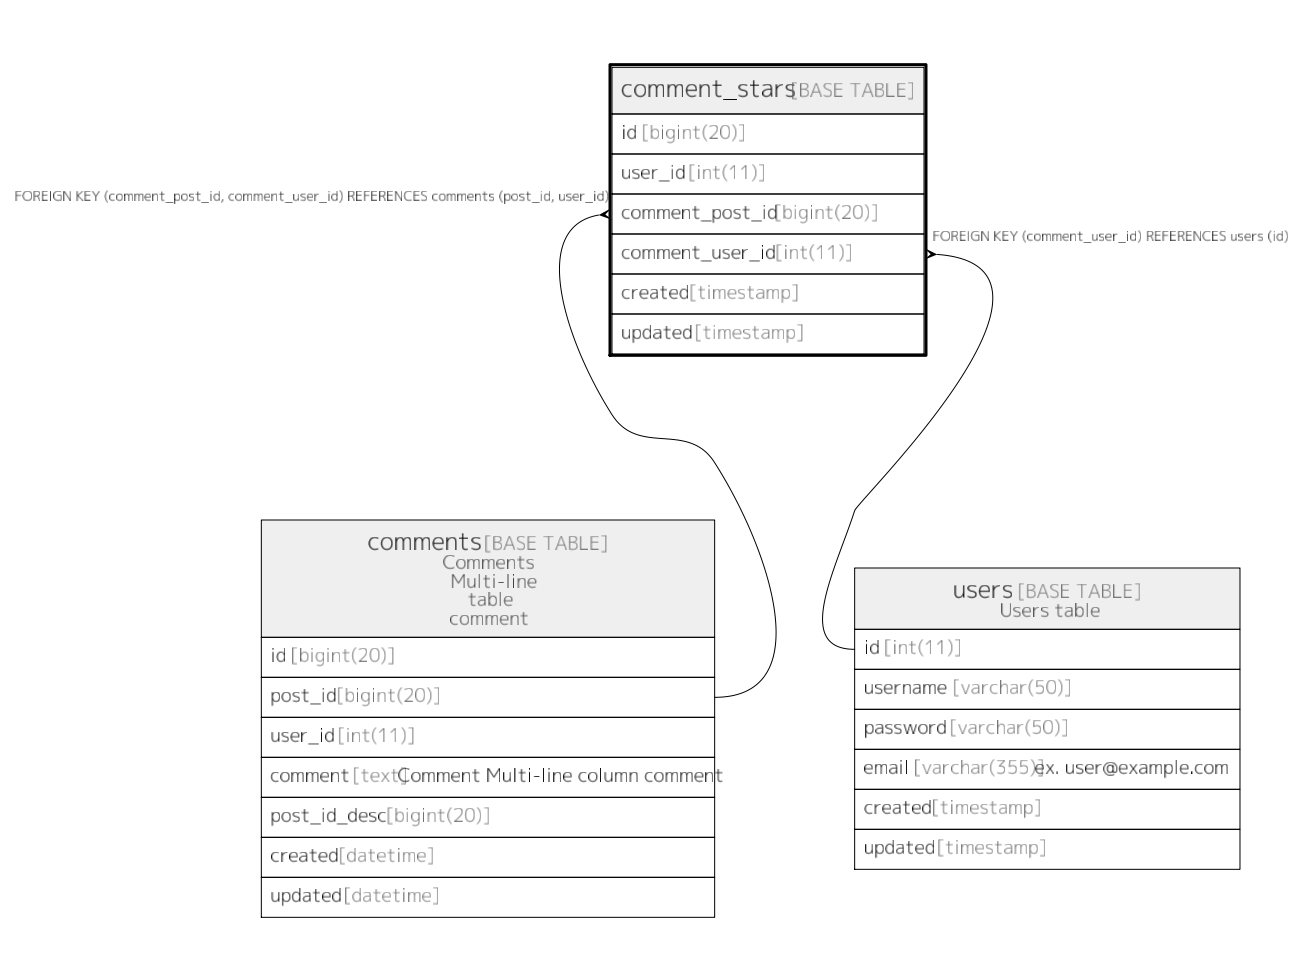 comment_stars [BASE TABLE]
id [bigint(20)]
user_id [int(11)]
FOREIGN KEY (comment_post_id, comment_user_id) REFERENCES comments (post_id, user_id)
comment_post_id [bigint(20)]
FOREIGN KEY (comment_user_id) REFERENCES users (id)
comment_user_id [int(11)]
created [timestamp]
updated [timestamp]
comments [BASE TABLE]
Comments
Multi-line
table
comment
id [bigint(20)]
post_id [bigint(20)]
user_id [int(11)]
comment [text] Comment Multi-line column comment
post_id_desc [bigint(20)]
created [datetime]
updated [datetime]
users [BASE TABLE]
Users table
id [int(11)]
username [varchar(50)]
password [varchar(50)]
email [varchar(355)] ex. user@example.com
created [timestamp]
updated [timestamp]